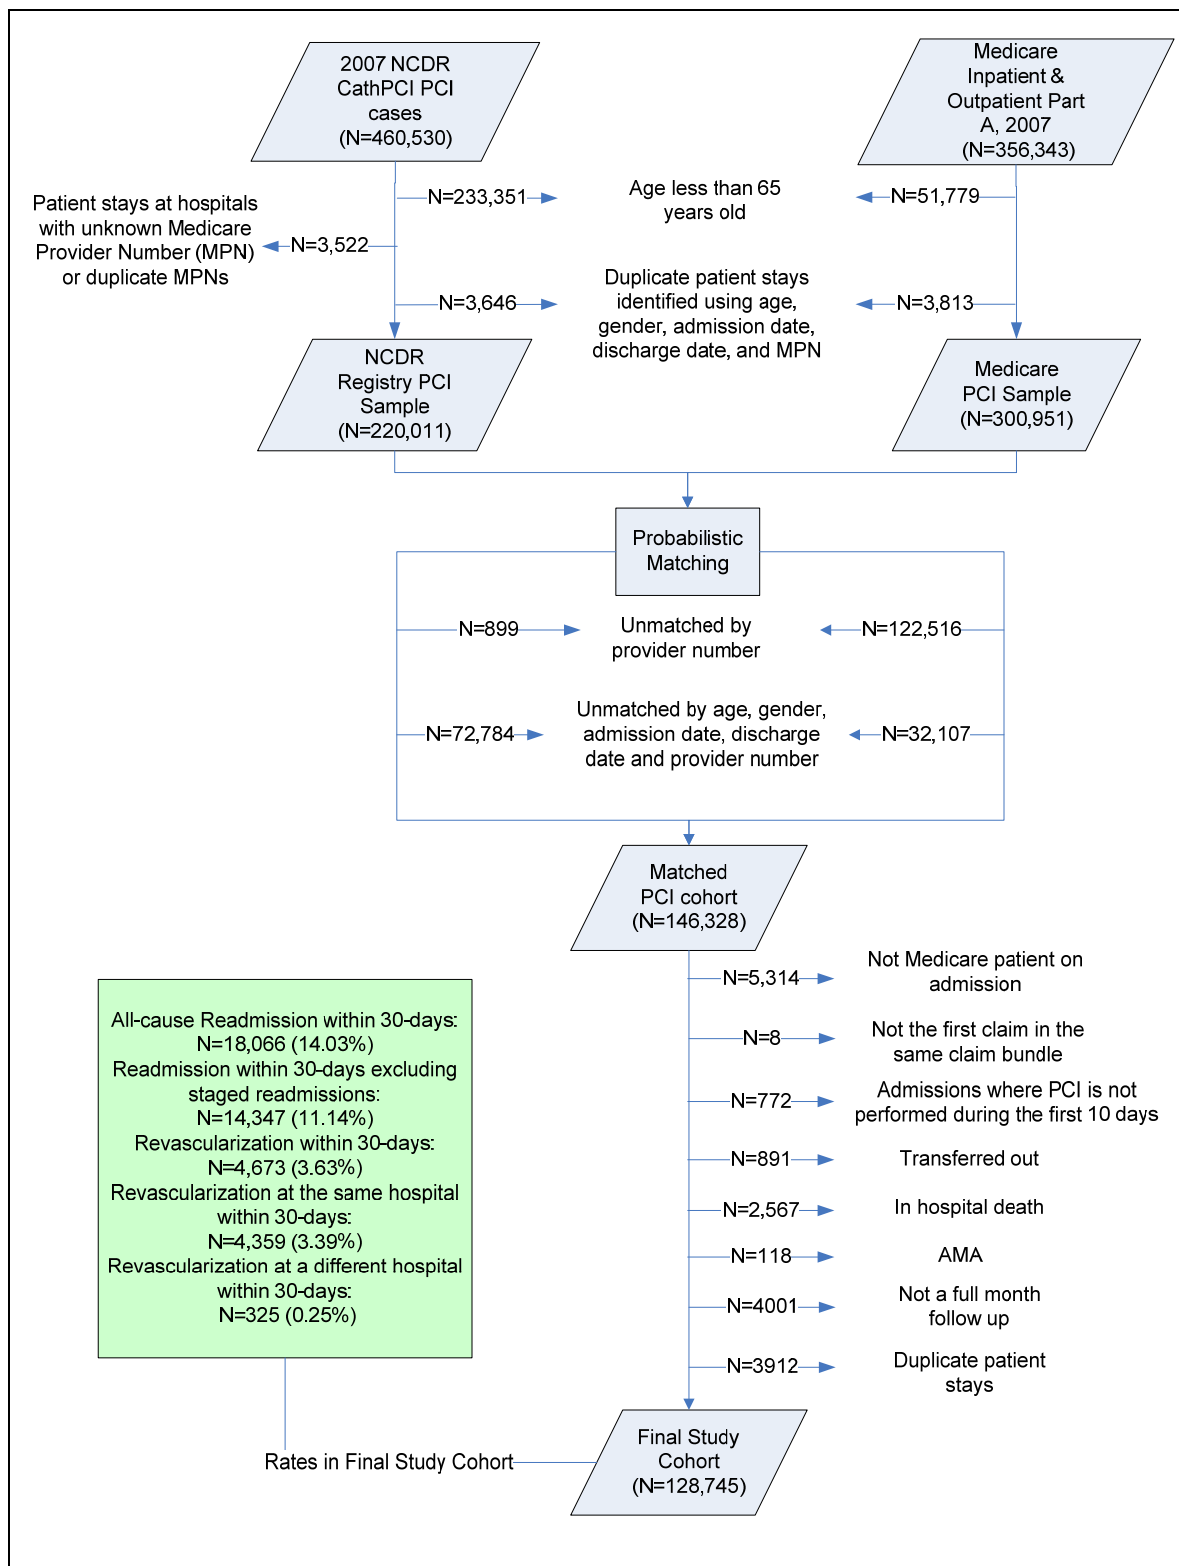 2007 NCDR
CathPCI PCI
cases
(N=460,530)
Medicare
Inpatient &
Outpatient Part
A, 2007
(N=356,343)
N=233,351
Age less than 65
years old
N=51,779
Patient stays at hospitals
with unknown Medicare
Provider Number (MPN)
or duplicate MPNs
N=3,522
N=3,646
Duplicate patient stays
identified using age,
gender, admission date,
discharge date, and MPN
N=3,813
NCDR
Registry PCI
Sample
(N=220,011)
Medicare
PCI Sample
(N=300,951)
Probabilistic
Matching
N=899
Unmatched by
provider number
N=122,516
N=72,784
Unmatched by age, gender,
admission date, discharge
date and provider number
N=32,107
Matched
PCI cohort
(N=146,328)
N=5,314
Not Medicare patient on
admission
N=8
Not the first claim in the
same claim bundle
N=772
Admissions where PCI is not
performed during the first 10 days
N=891
Transferred out
N=2,567
In hospital death
N=118
AMA
N=4001
Not a full month
follow up
N=3912
Duplicate patient
stays
All-cause Readmission within 30-days:
N=18,066 (14.03%)
Readmission within 30-days excluding
staged readmissions:
N=14,347 (11.14%)
Revascularization within 30-days:
N=4,673 (3.63%)
Revascularization at the same hospital
within 30-days:
N=4,359 (3.39%)
Revascularization at a different hospital
within 30-days:
N=325 (0.25%)
Rates in Final Study Cohort
Final Study
Cohort
(N=128,745)